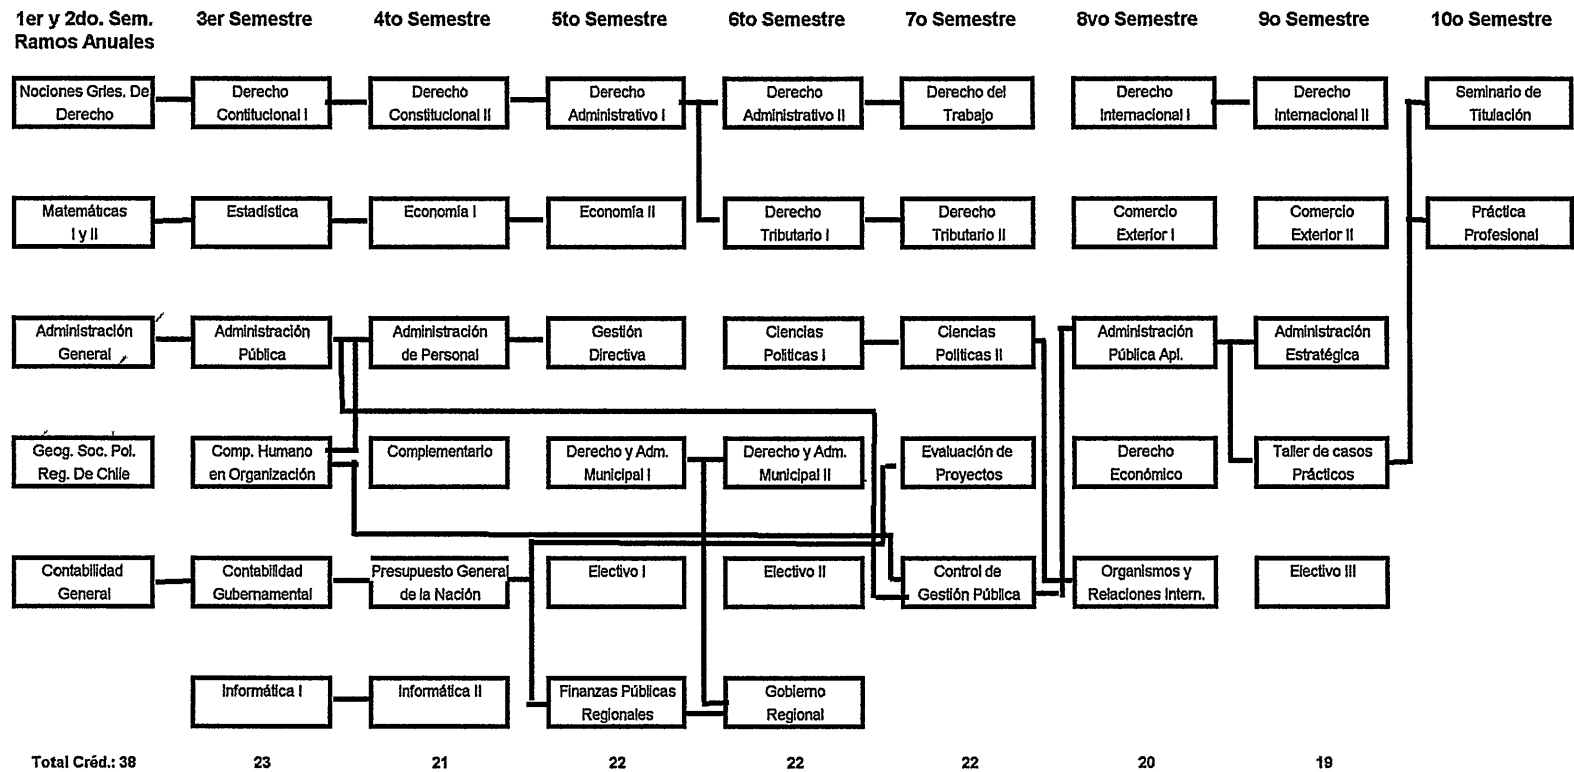 1er y 2do. Sem.
Ramos Anuales
3er Semestre
4to Semestre
5to Semestre
6to Semestre
7o Semestre
8vo Semestre
9o Semestre
10o Semestre
Nociones Grles. De
Derecho
Derecho
Contitucional I
Derecho
Constitucional II
Derecho
Administrativo I
Derecho
Administrativo II
Derecho del
Trabajo
Derecho
Internacional I
Derecho
Internacional II
Seminario de
Titulación
Matemáticas
I y II
Estadística
Economía I
Economía II
Derecho
Tributario I
Derecho
Tributario II
Comercio
Exterior I
Comercio
Exterior II
Práctica
Profesional
Administración
General
Administración
Pública
Administración
de Personal
Gestión
Directiva
Ciencias
Políticas I
Ciencias
Políticas II
Administración
Pública Apl.
Administración
Estratégica
Geog. Soc. Pol.
Reg. De Chile
Comp. Humano
en Organización
Complementario
Derecho y Adm.
Municipal I
Derecho y Adm.
Municipal II
Evaluación de
Proyectos
Derecho
Económico
Taller de casos
Prácticos
Contabilidad
General
Contabilidad
Gubernamental
Presupuesto General
de la Nación
Electivo I
Electivo II
Control de
Gestión Pública
Organismos y
Relaciones Intern.
Electivo III
Informática I
Informática II
Finanzas Públicas
Regionales
Gobierno
Regional
Total Créd.: 38
23
21
22
22
22
20
19